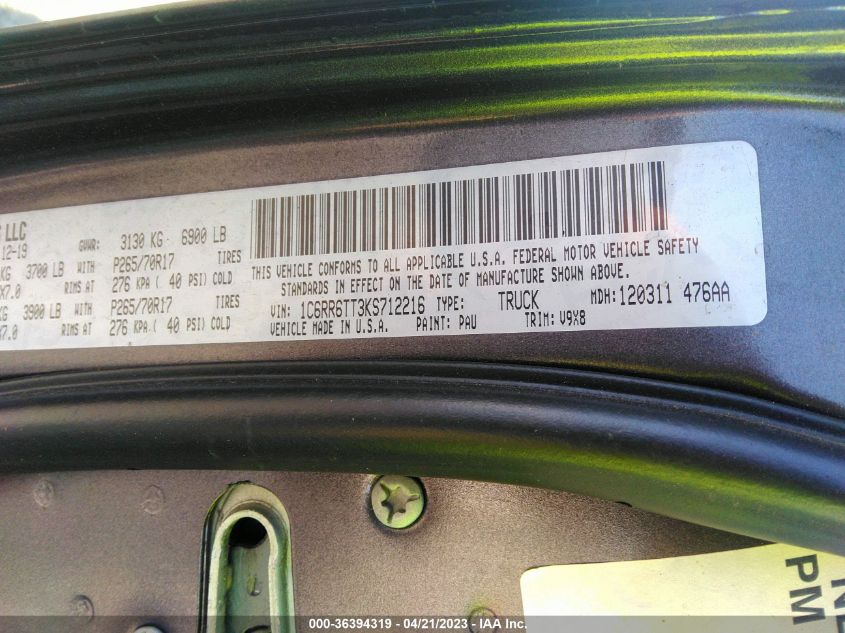 LLC
12-19 GVWR: 3130 KG 6900 LB
KG 3700 LB WITH P265/70R17 TIRES
X7.0 RIMS AT 276 KPA ( 40 PSI) COLD
KG 3900 LB WITH P265/70R17 TIRES
X7.0 RIMS AT 276 KPA ( 40 PSI) COLD
THIS VEHICLE CONFORMS TO ALL APPLICABLE U.S.A. FEDERAL MOTOR VEHICLE SAFETY
STANDARDS IN EFFECT ON THE DATE OF MANUFACTURE SHOWN ABOVE.
VIN: 1C6RR6TT3KS712216 TYPE: TRUCK MDH: 120311 476AA
VEHICLE MADE IN U.S.A. PAINT: PAU TRIM: V9X8
PM
000-36394319 / 04/21/2023 - IAA Inc.